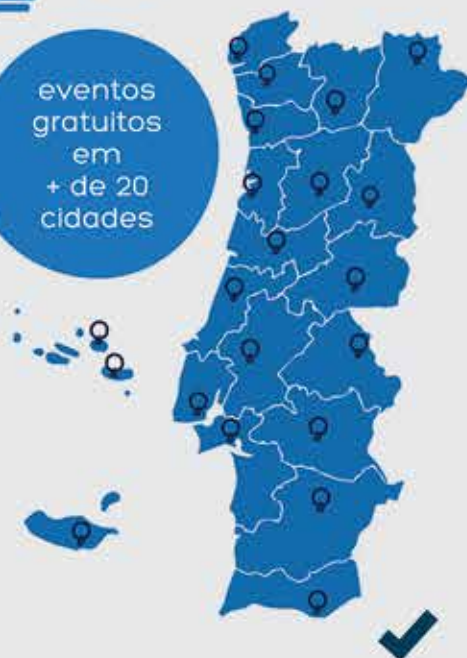 eventos
gratuitos
em
+ de 20
cidades